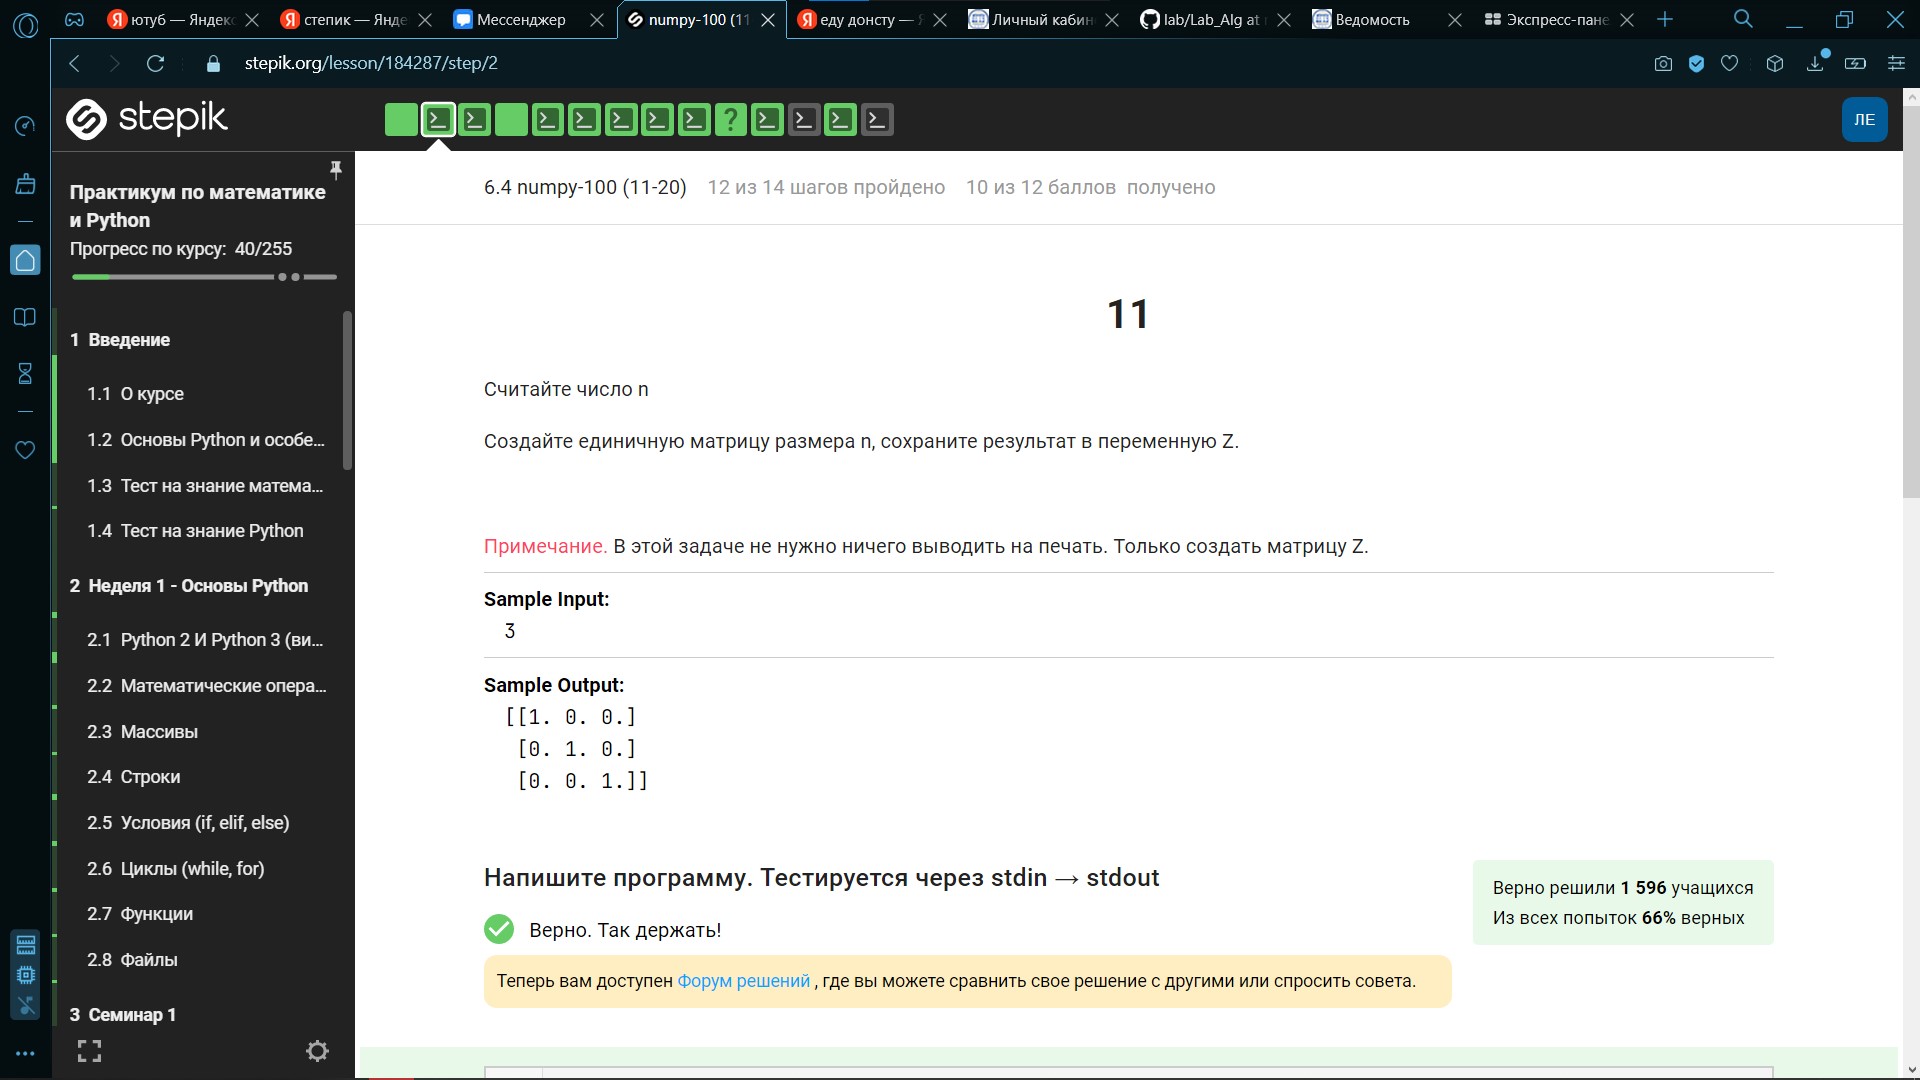 ютуб — Яндекс
степик — Янде
Мессенджер
numpy-100 (11
еду донсту —
Личный кабин
lab/Lab_Alg at
Ведомость
Экспресс-пане
stepik.org/lesson/184287/step/2
stepik
ЛЕ
Практикум по математике
и Python
Прогресс по курсу: 40/255
1 Введение
1.1 О курсе
1.2 Основы Python и особе...
1.3 Тест на знание матема...
1.4 Тест на знание Python
2 Неделя 1 - Основы Python
2.1 Python 2 И Python 3 (ви...
2.2 Математические опера...
2.3 Массивы
2.4 Строки
2.5 Условия (if, elif, else)
2.6 Циклы (while, for)
2.7 Функции
2.8 Файлы
3 Семинар 1
6.4 numpy-100 (11-20) 12 из 14 шагов пройдено 10 из 12 баллов получено
11
Считайте число n
Создайте единичную матрицу размера n, сохраните результат в переменную Z.
Примечание. В этой задаче не нужно ничего выводить на печать. Только создать матрицу Z.
Sample Input:
3
Sample Output:
[[1. 0. 0.]
[0. 1. 0.]
[0. 0. 1.]]
Напишите программу. Тестируется через stdin → stdout
Верно. Так держать!
Теперь вам доступен Форум решений , где вы можете сравнить свое решение с другими или спросить совета.
Верно решили 1 596 учащихся
Из всех попыток 66% верных